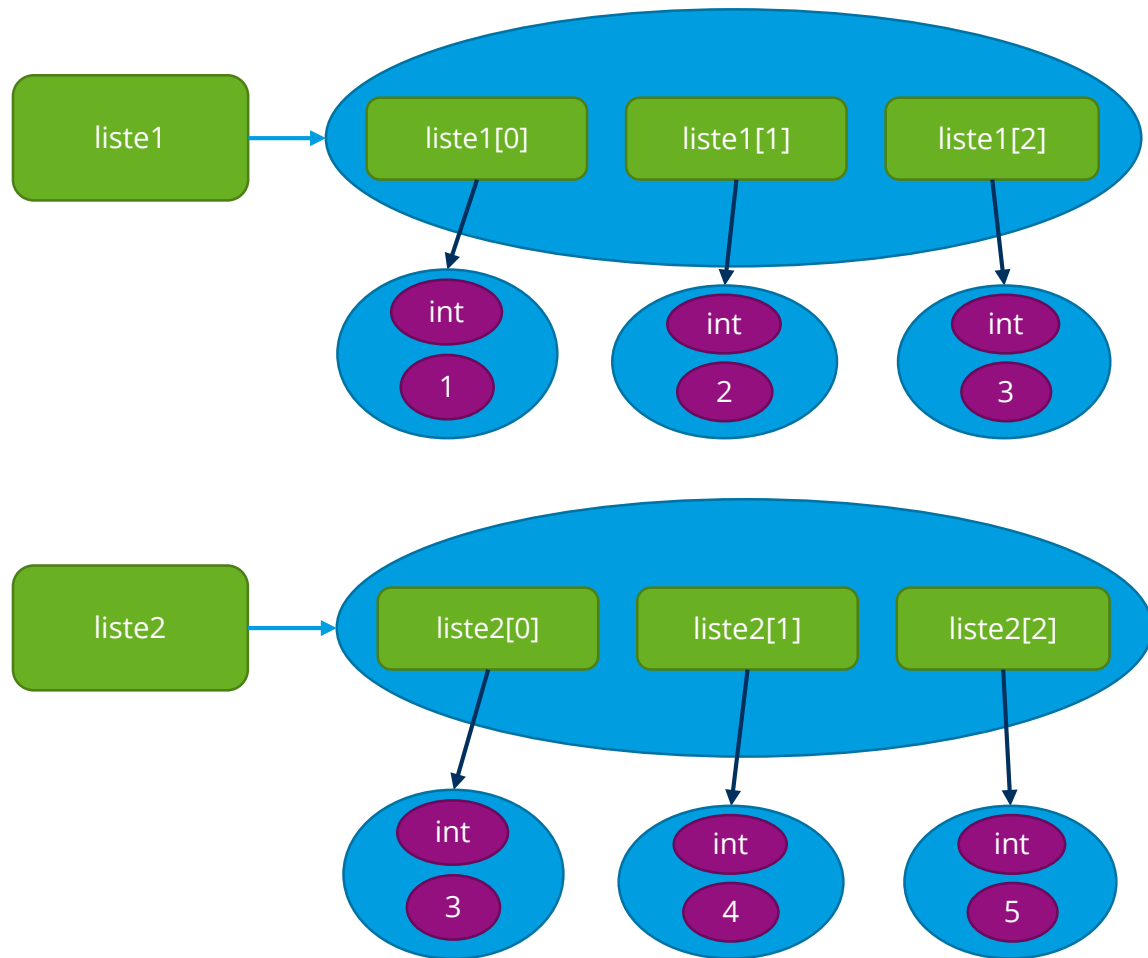 liste1
liste1[0]
liste1[1]
liste1[2]
int
1
int
2
int
3
liste2
liste2[0]
liste2[1]
liste2[2]
int
3
int
4
int
5